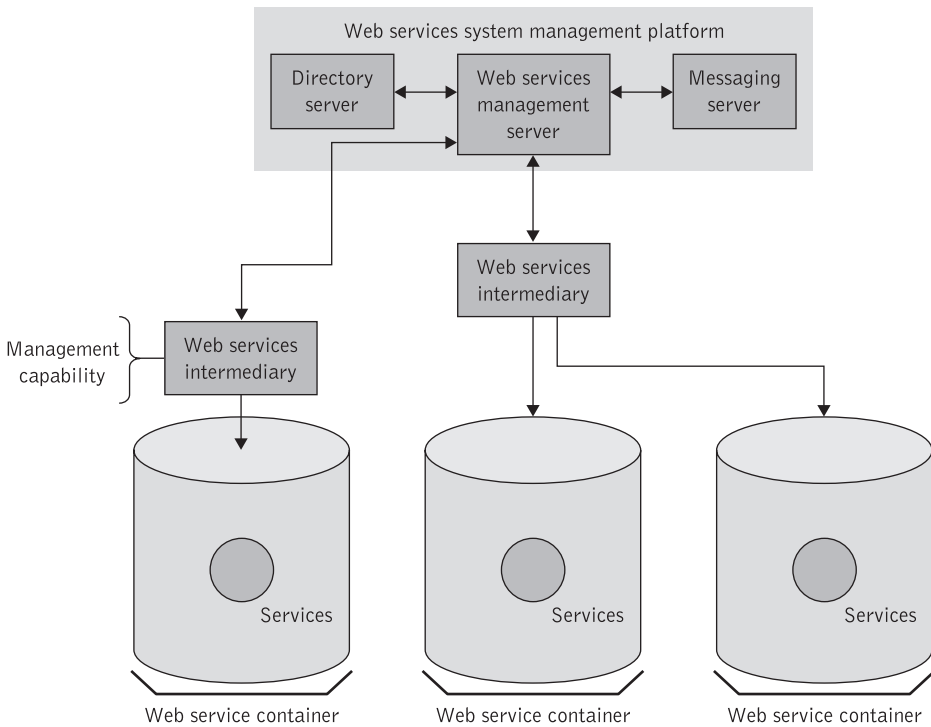 Web services system management platform
Directory
server
Web services
management
server
Messaging
server
Web services
intermediary
Management
capability
Web services
intermediary
Services
Services
Services
Web service container
Web service container
Web service container